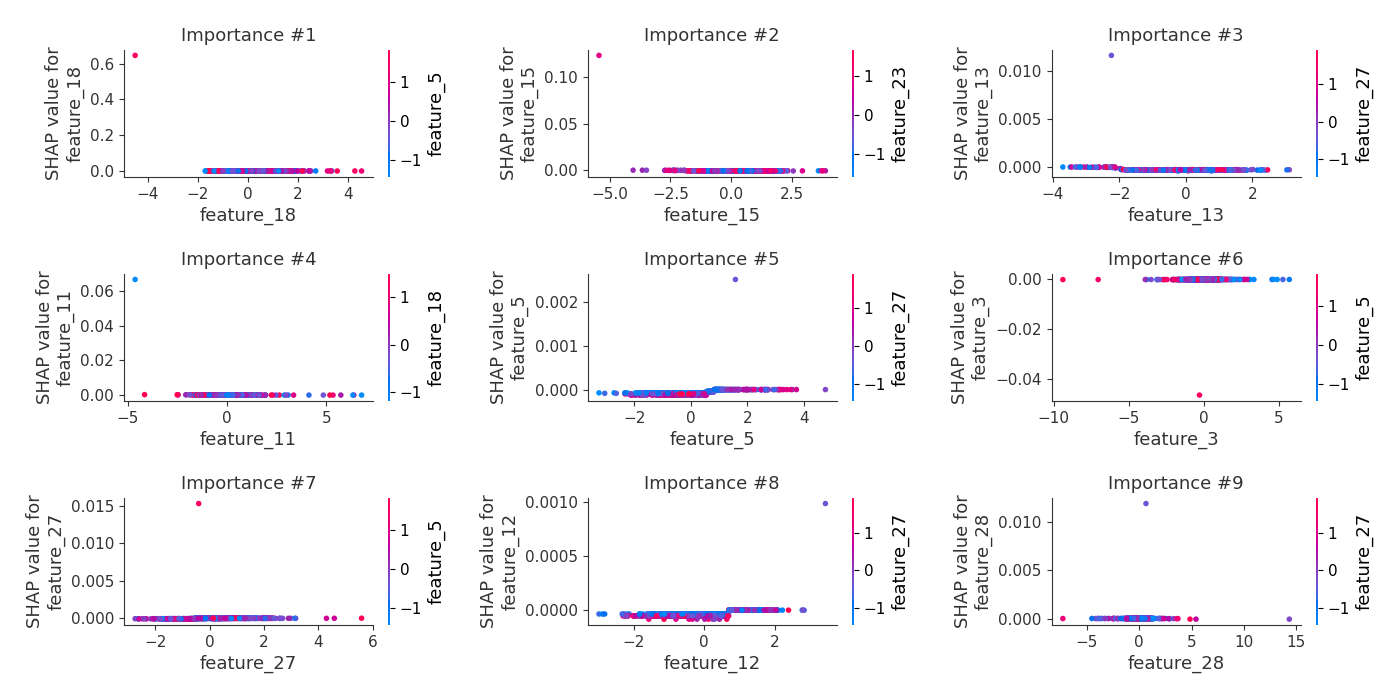 Importance #1
SHAP value for
feature_18
0.6
0.4
0.2
0.0
−4
−2
0
2
4
feature_18
1
0
−1
feature_5
Importance #2
SHAP value for
feature_15
0.10
0.05
0.00
−5.0
−2.5
0.0
2.5
feature_15
1
0
−1
feature_23
Importance #3
SHAP value for
feature_13
0.010
0.005
0.000
−4
−2
0
2
feature_13
1
0
−1
feature_27
Importance #4
SHAP value for
feature_11
0.06
0.04
0.02
0.00
−5
0
5
feature_11
1
0
−1
feature_18
Importance #5
SHAP value for
feature_5
0.002
0.001
0.000
−2
0
2
4
feature_5
1
0
−1
feature_27
Importance #6
SHAP value for
feature_3
0.00
−0.02
−0.04
−10
−5
0
5
feature_3
1
0
−1
feature_5
Importance #7
SHAP value for
feature_27
0.015
0.010
0.005
0.000
−2
0
2
4
6
feature_27
1
0
−1
feature_5
Importance #8
SHAP value for
feature_12
0.0010
0.0005
0.0000
−2
0
2
feature_12
1
0
−1
feature_27
Importance #9
SHAP value for
feature_28
0.010
0.005
0.000
−5
0
5
10
15
feature_28
1
0
−1
feature_27